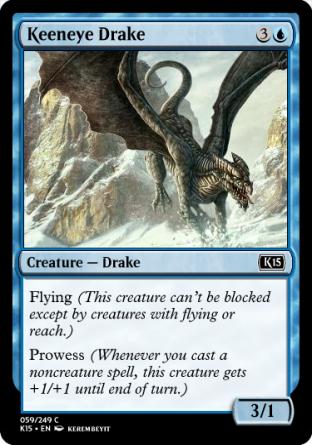 Keeneye Drake 3
Creature — Drake K15
Flying (This creature can't be blocked
except by creatures with flying or
reach.)
Prowess (Whenever you cast a
noncreature spell, this creature gets
+1/+1 until end of turn.)
3/1
059/249 C
K15 • EN KEREMBEYIT